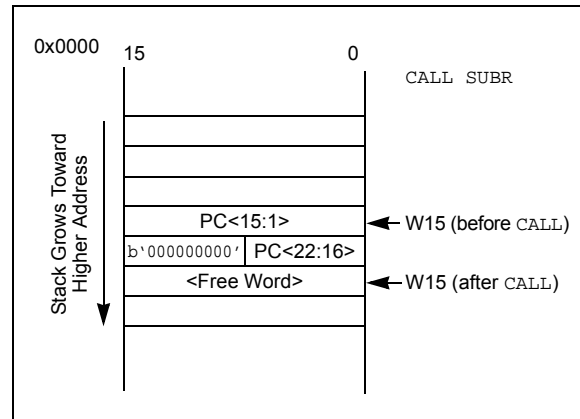 0x0000
15 0
CALL SUBR
Stack Grows Toward
Higher Address
PC<15:1>
W15 (before CALL)
b‘000000000’ PC<22:16>
<Free Word>
W15 (after CALL)